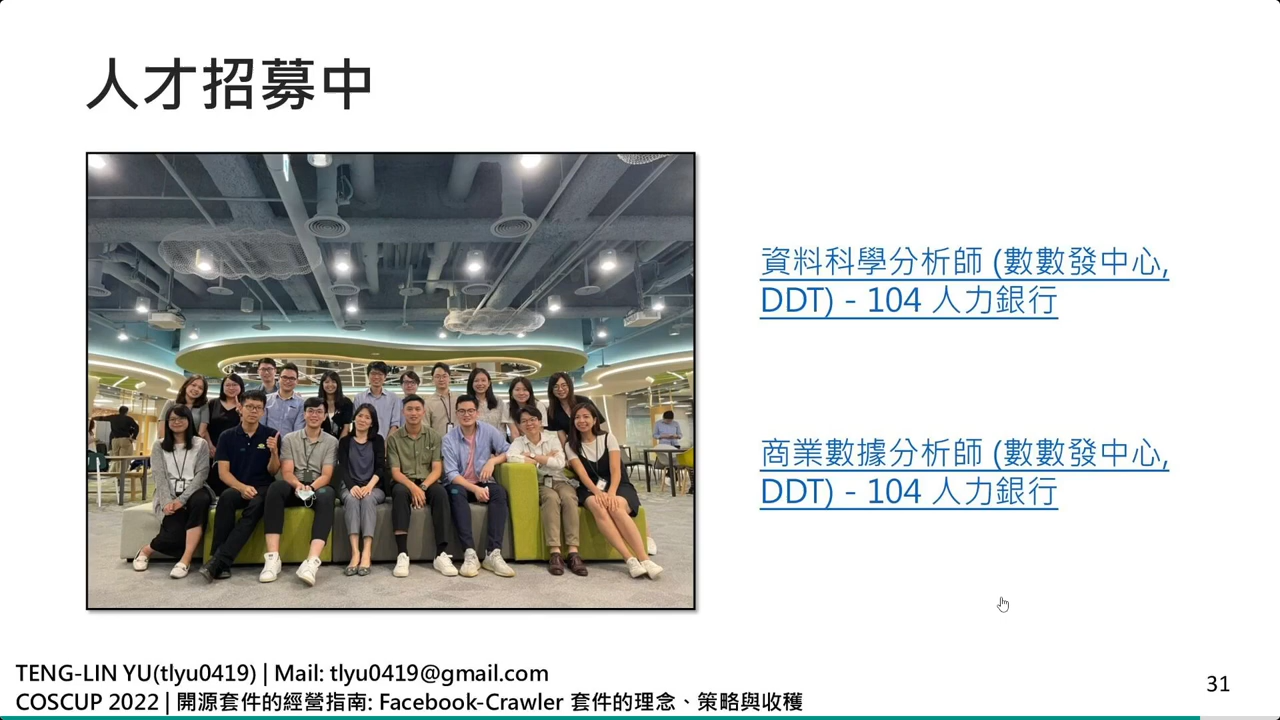 人才招募中
資料科學分析師 (數數發中心,
DDT) - 104 人力銀行
商業數據分析師 (數數發中心,
DDT) - 104 人力銀行
TENG-LIN YU(tlyu0419) | Mail: tlyu0419@gmail.com
COSCUP 2022 | 開源套件的經營指南: Facebook-Crawler 套件的理念、策略與收穫
31